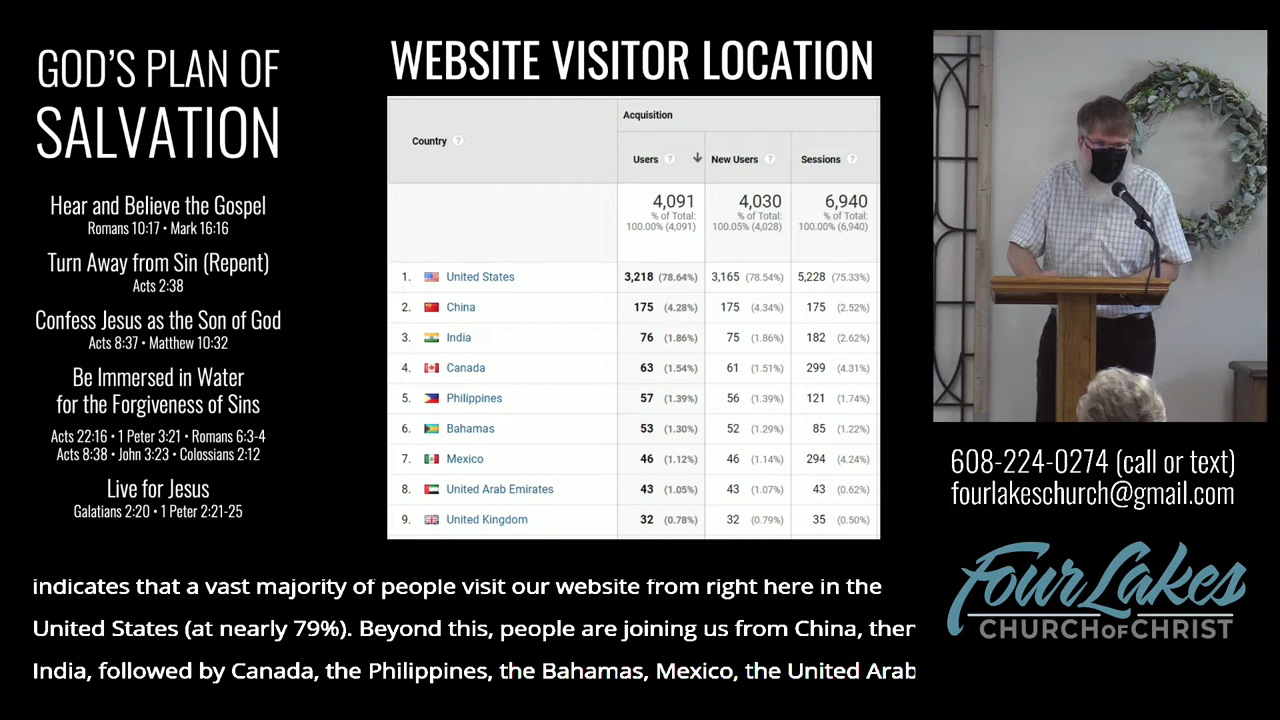 GOD'S PLAN OF
SALVATION
Hear and Believe the Gospel
Romans 10:17 • Mark 16:16
Turn Away from Sin (Repent)
Acts 2:38
Confess Jesus as the Son of God
Acts 8:37 • Matthew 10:32
Be Immersed in Water
for the Forgiveness of Sins
Acts 22:16 • 1 Peter 3:21 • Romans 6:3-4
Acts 8:38 • John 3:23 • Colossians 2:12
Live for Jesus
Galatians 2:20 • 1 Peter 2:21-25
WEBSITE VISITOR LOCATION
Acquisition
Country ?
Users ? New Users ? Sessions ?
4,091 4,030 6,940
% of Total: % of Total: % of Total:
100.00% (4,091) 100.05% (4,028) 100.00% (6,940)
1. United States 3,218 (78.64%) 3,165 (78.54%) 5,228 (75.33%)
2. China 175 (4.28%) 175 (4.34%) 175 (2.52%)
3. India 76 (1.86%) 75 (1.86%) 182 (2.62%)
4. Canada 63 (1.54%) 61 (1.51%) 299 (4.31%)
5. Philippines 57 (1.39%) 56 (1.39%) 121 (1.74%)
6. Bahamas 53 (1.30%) 52 (1.29%) 85 (1.22%)
7. Mexico 46 (1.12%) 46 (1.14%) 294 (4.24%)
8. United Arab Emirates 43 (1.05%) 43 (1.07%) 43 (0.62%)
9. United Kingdom 32 (0.78%) 32 (0.79%) 35 (0.50%)
indicates that a vast majority of people visit our website from right here in the
United States (at nearly 79%). Beyond this, people are joining us from China, then
India, followed by Canada, the Philippines, the Bahamas, Mexico, the United Arab
608-224-0274 (call or text)
fourlakeschurch@gmail.com
Four Lakes
CHURCH OF CHRIST